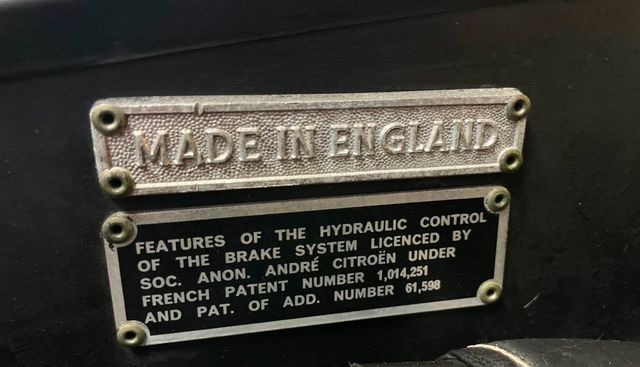 MADE IN ENGLAND
FEATURES OF THE HYDRAULIC CONTROL
OF THE BRAKE SYSTEM LICENCED BY
SOC. ANON. ANDRÉ CITROËN UNDER
FRENCH PATENT NUMBER 1,014,251
AND PAT. OF ADD. NUMBER 61,598